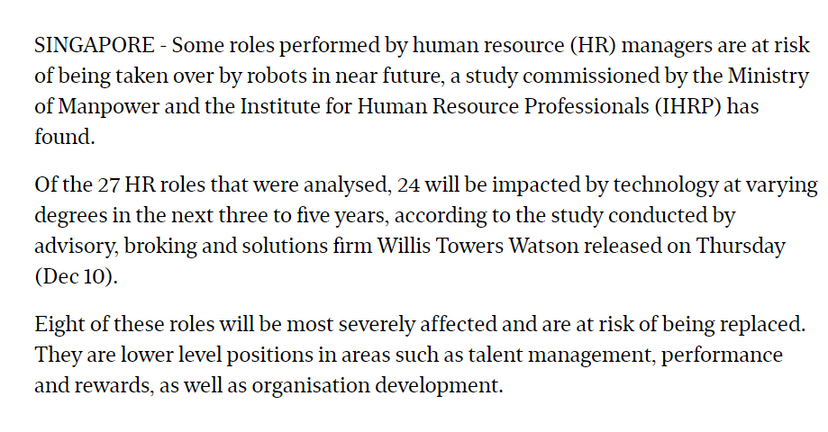 SINGAPORE - Some roles performed by human resource (HR) managers are at risk
of being taken over by robots in near future, a study commissioned by the Ministry
of Manpower and the Institute for Human Resource Professionals (IHRP) has
found.
Of the 27 HR roles that were analysed, 24 will be impacted by technology at varying
degrees in the next three to five years, according to the study conducted by
advisory, broking and solutions firm Willis Towers Watson released on Thursday
(Dec 10).
Eight of these roles will be most severely affected and are at risk of being replaced.
They are lower level positions in areas such as talent management, performance
and rewards, as well as organisation development.